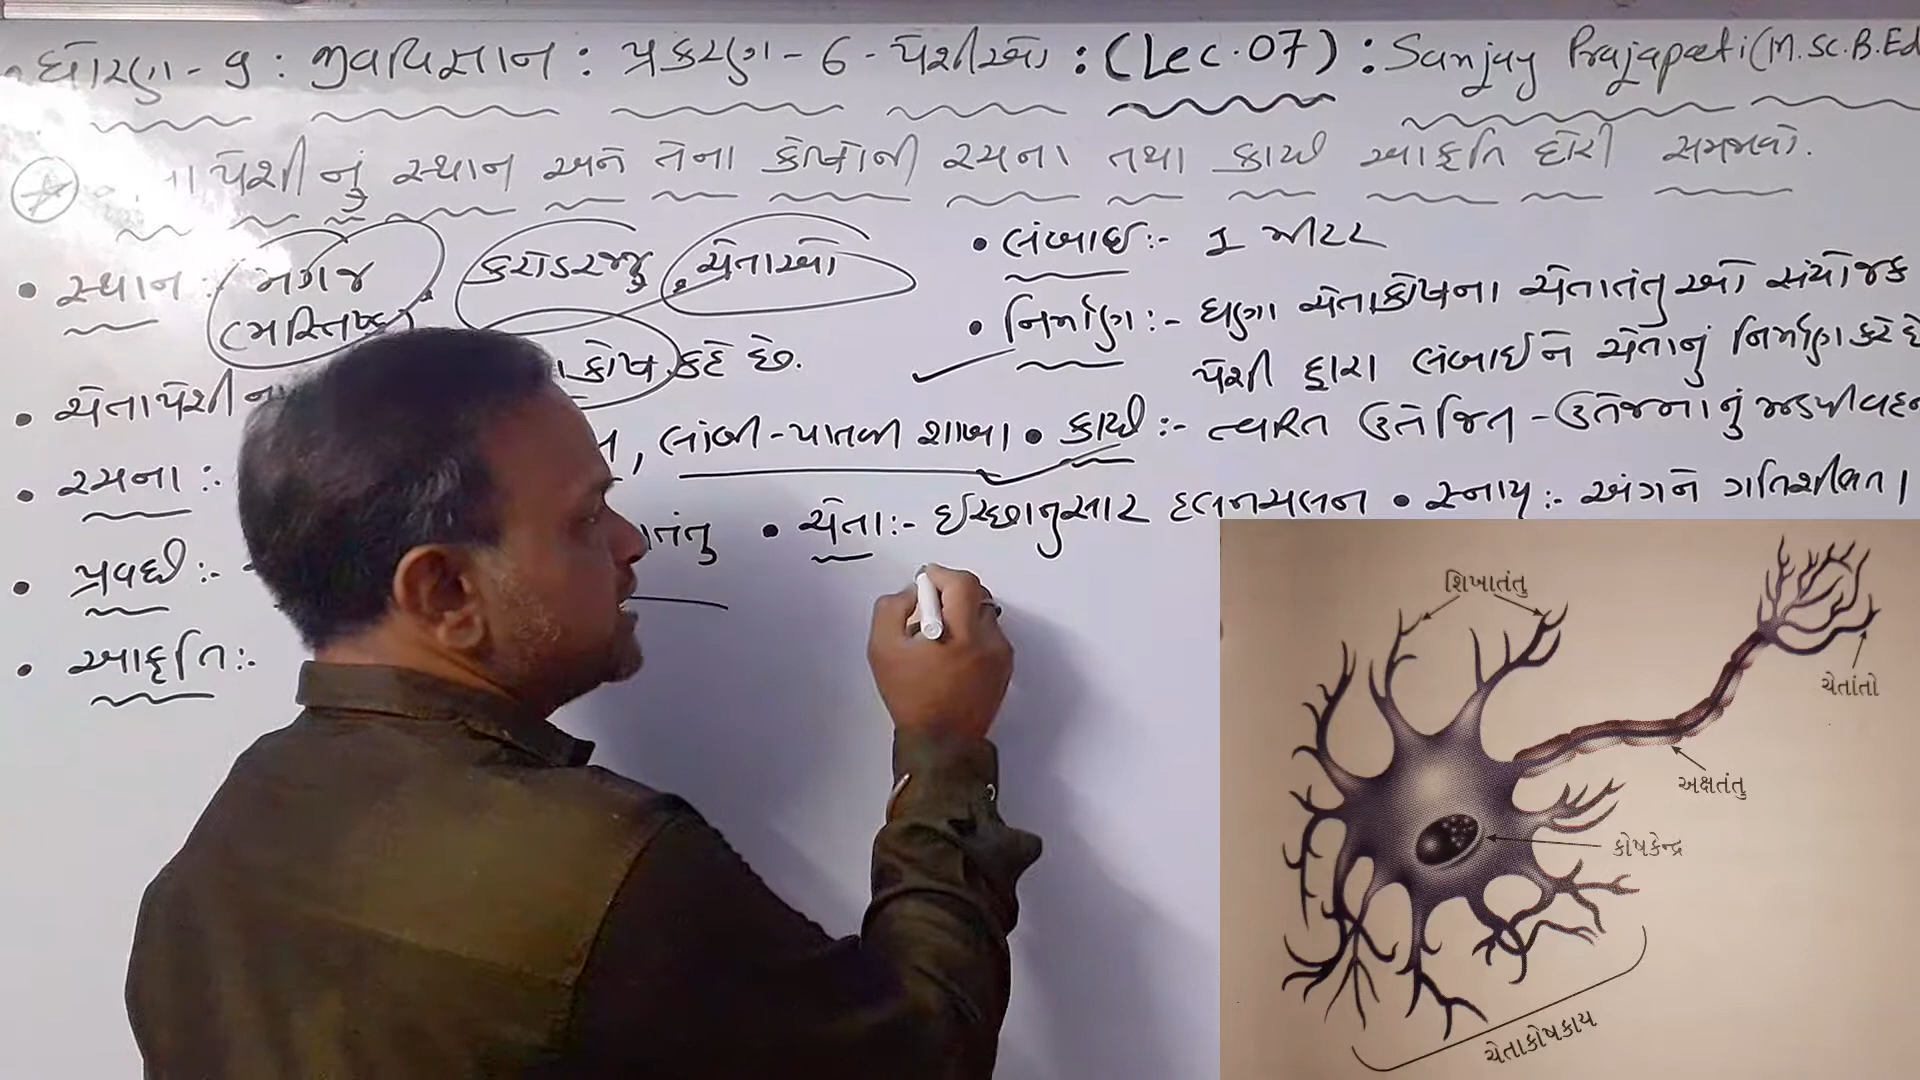 ધોરણ - 9 : જીવવિજ્ઞાન : પ્રકરણ - 6 - પેશીઓ : (Lec. 07) : Sanjay Prajapati (M.Sc. B.Ed
પેશીનું સ્થાન અને તેના કોષોની રચના તથા કાર્ય આકૃતિ દોરી સમજાવો.
• સ્થાન : મગજ (મસ્તિષ્ક), કરોડરજ્જુ, ચેતાઓ
• ચેતાપેશીના કોષ કહે છે.
• રચના :- , લાંબી - પાતળી શાખા
• પ્રવર્ધ :- તંતુ
• આકૃતિ :-
• લંબાઈ :- 1 મીટર
• નિર્માણ :- ઘણા ચેતાકોષના ચેતાતંતુઓ સંયોજક
પેશી દ્વારા લંબાઈને ચેતાનું નિર્માણ કરે છે
• કાર્ય :- ત્વરિત ઉત્તેજિત - ઉત્તેજનાનું ઝડપી વહન
• ચેતા :- ઈચ્છાનુસાર હલનચલન • સ્નાયુ :- અંગને ગતિશીલતા
શિખાતંતુ
ચેતાંતો
અક્ષતંતુ
કોષકેન્દ્ર
ચેતાકોષકાય